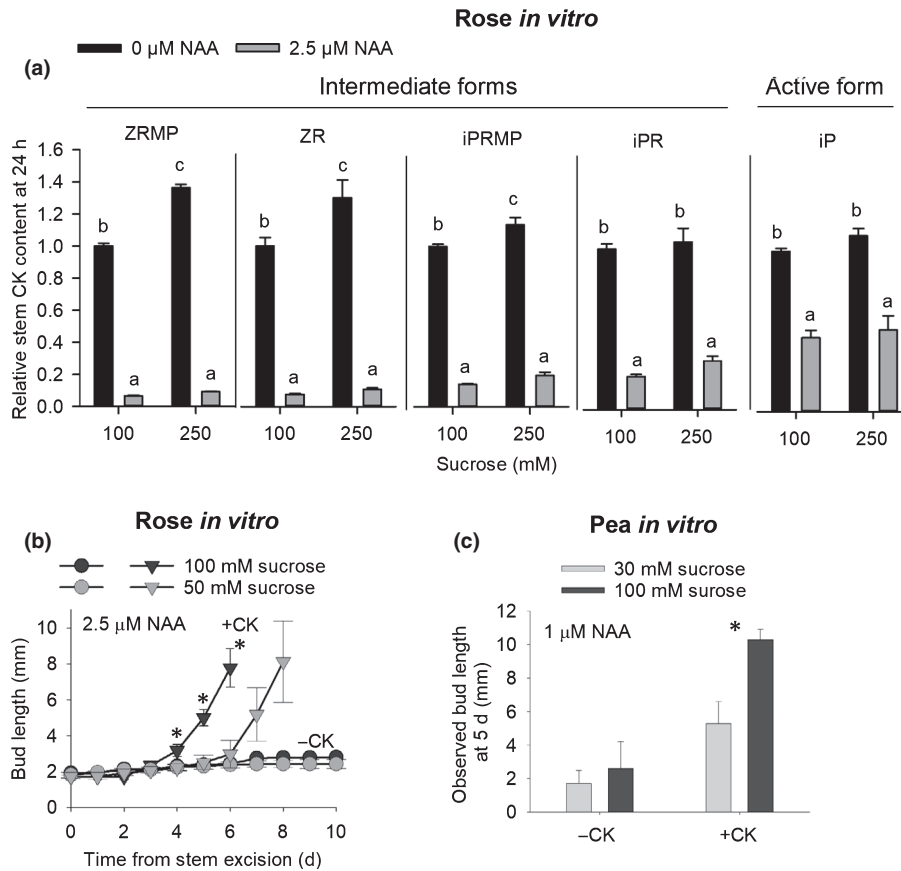 Rose in vitro
0 µM NAA 2.5 µM NAA
(a)
Intermediate forms Active form
ZRMP ZR iPRMP iPR iP
Relative stem CK content at 24 h
1.6
1.4
1.2
1.0
0.8
0.6
0.4
0.2
0.0
b a c a
b a c a
b a c a
b a b a
b a b a
100 250 100 250 100 250 100 250 100 250
Sucrose (mM)
Rose in vitro
(b)
100 mM sucrose
50 mM sucrose
2.5 µM NAA
+CK
*
*
*
–CK
Bud length (mm)
10
8
6
4
2
0
0 2 4 6 8 10
Time from stem excision (d)
Pea in vitro
(c)
30 mM sucrose
100 mM surose
1 µM NAA
*
Observed bud length
at 5 d (mm)
12
10
8
6
4
2
0
–CK +CK